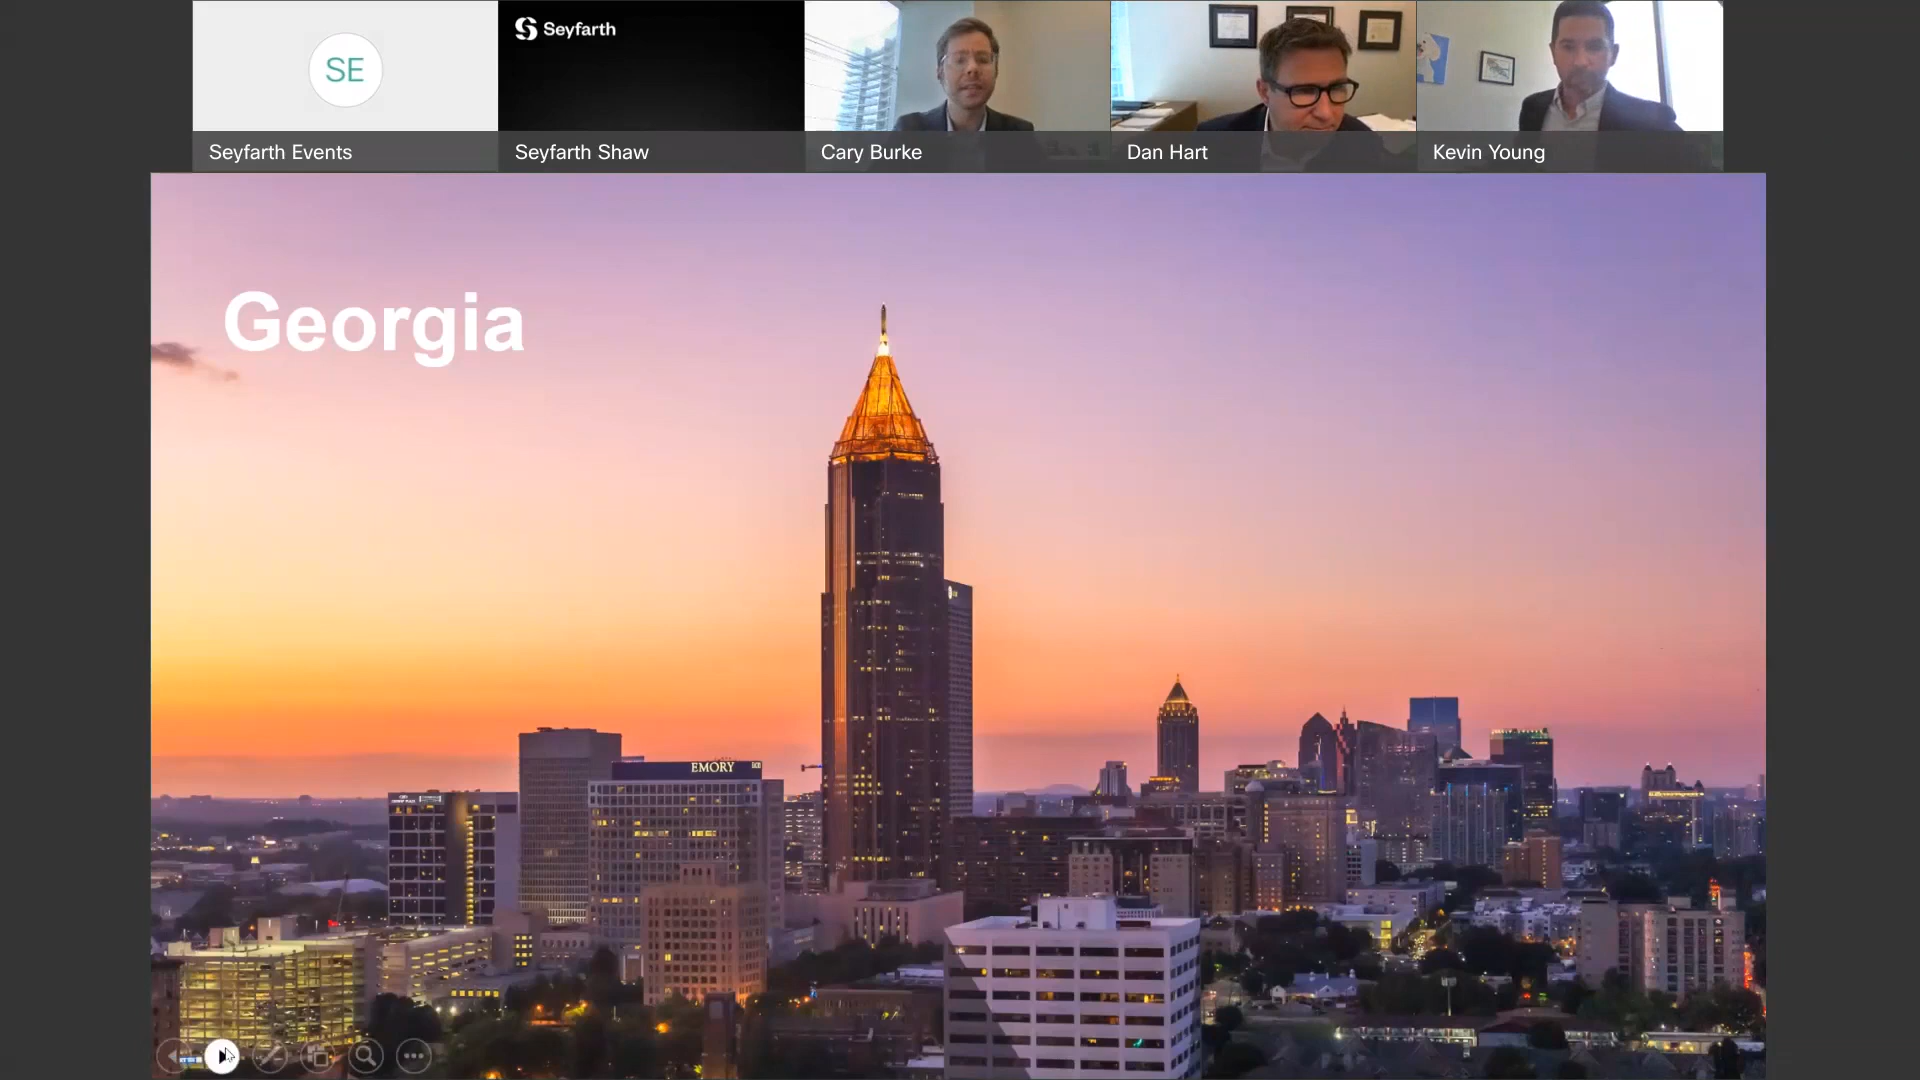 SE
Seyfarth
Seyfarth Events
Seyfarth Shaw
Cary Burke
Dan Hart
Kevin Young
Georgia
EMORY